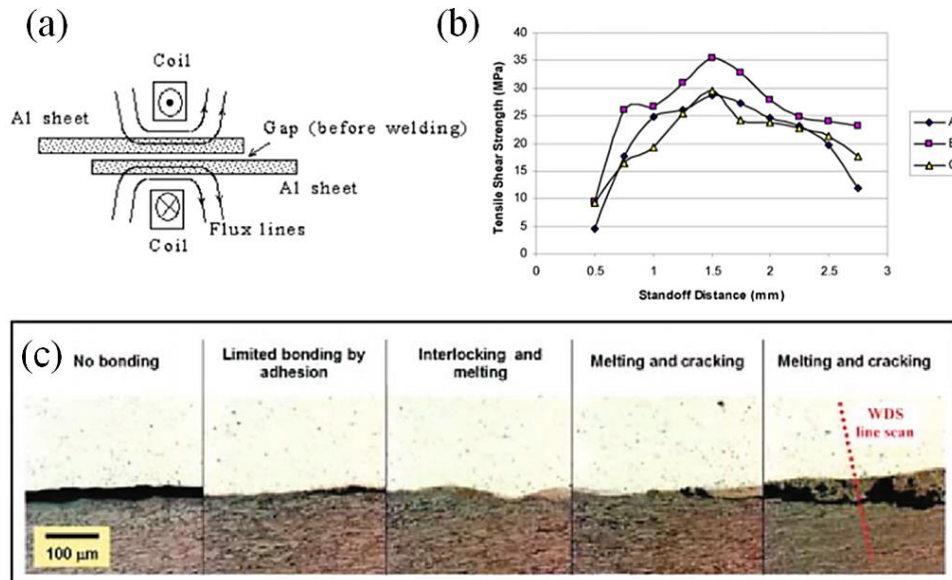 (a)
Coil
Al sheet
Gap (before welding)
Al sheet
Flux lines
Coil
(b)
Tensile Shear Strength (MPa)
40
35
30
25
20
15
10
5
0
0
0.5
1
1.5
2
2.5
3
Standoff Distance (mm)
A
(c)
No bonding
Limited bonding by
adhesion
Interlocking and
melting
Melting and cracking
Melting and cracking
WDS
line scan
100 μm